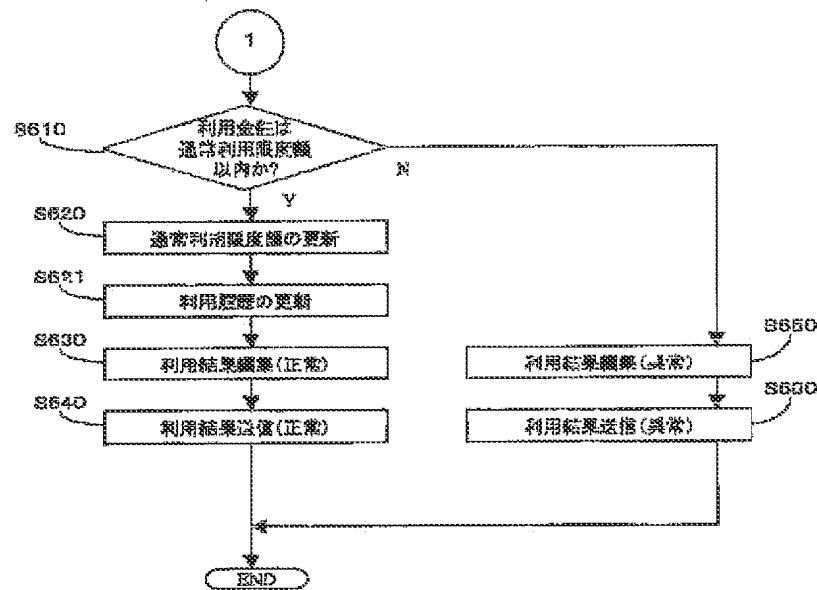 1
S610
利用金額は
通常利用限度額
以内か?
N
Y
S620
通常利用限度額の更新
S621
利用履歴の更新
S630
利用結果編集(正常)
S640
利用結果送信(正常)
S650
利用結果編集(異常)
利用結果送信(異常)
END